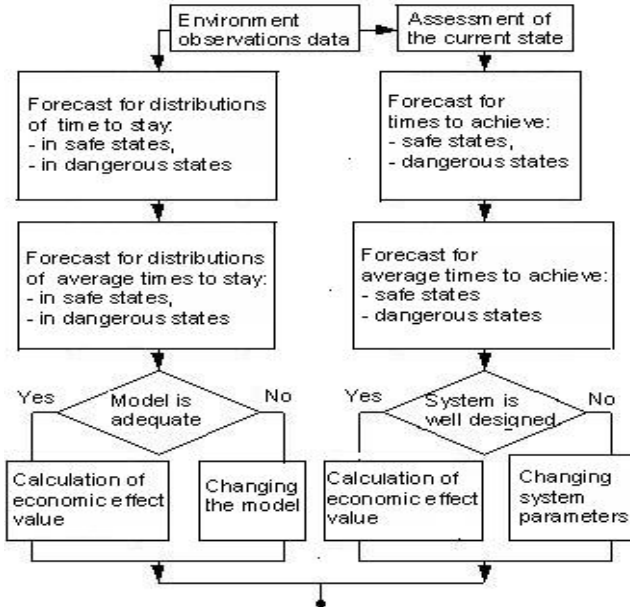 Environment
observations data
Assessment of
the current state
Forecast for distributions
of time to stay:
- in safe states,
- in dangerous states
Forecast for
times to achieve:
- safe states,
- dangerous states
Forecast for distributions
of average times to stay:
- in safe states,
- in dangerous states
Forecast for
average times to achieve:
- safe states
- dangerous states
Yes
Model is
adequate
No
Yes
System is
well designed
No
Calculation of
economic effect
value
Changing
the model
Calculation of
economic effect
value
Changing
system
parameters